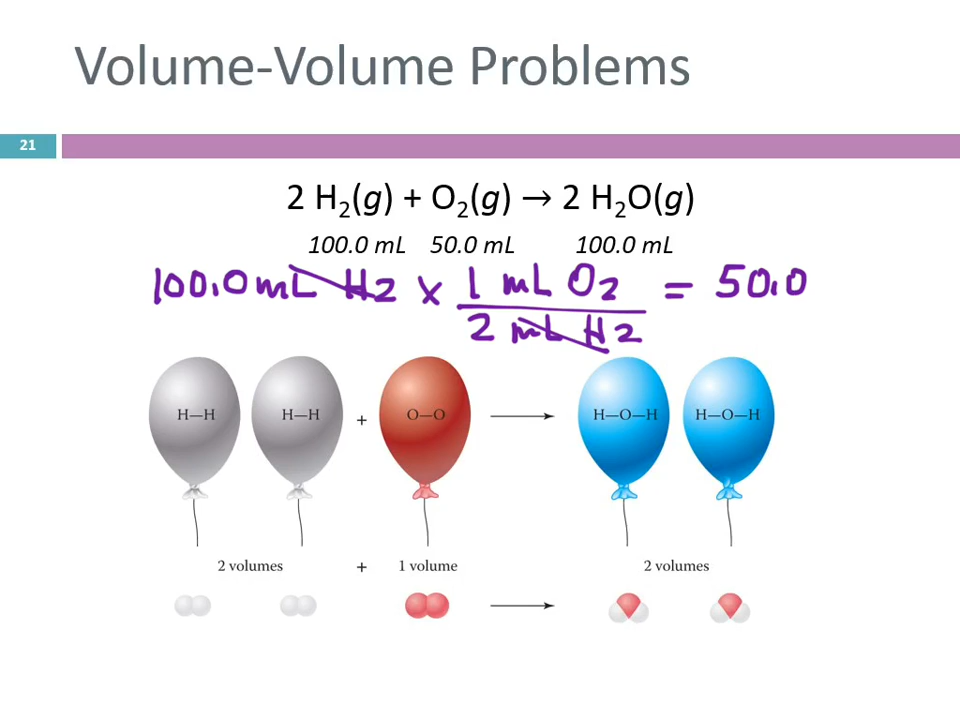 Volume-Volume Problems
21
2 H₂(g) + O₂(g) → 2 H₂O(g)
100.0 mL 50.0 mL 100.0 mL
100.0 mL H2 x 1 mL O2 = 50.0
2 mL H2
H—H H—H + O—O H—O—H H—O—H
2 volumes + 1 volume 2 volumes